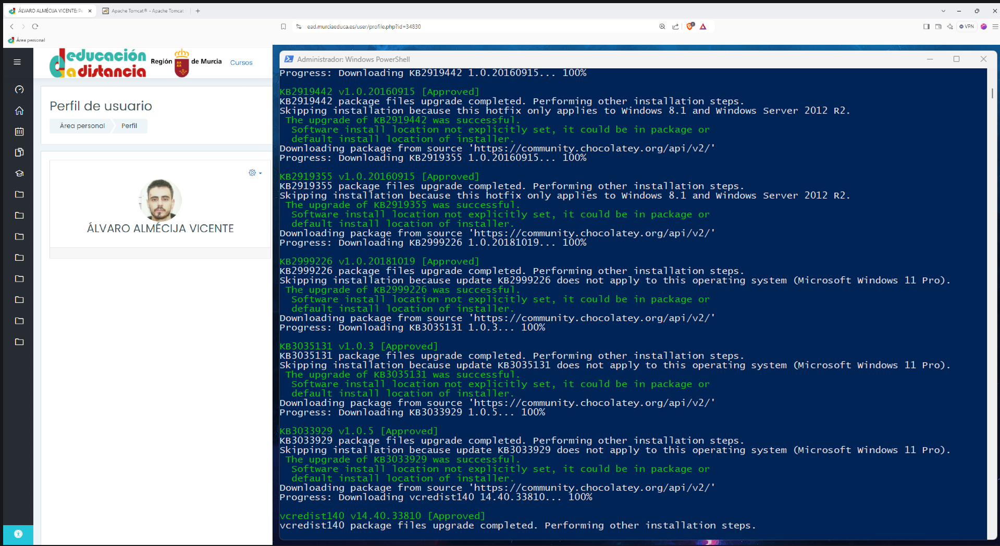 ÁLVARO ALMÉCIJA VICENTE: Pe
Apache Tomcat® - Apache Tomcat
ead.murciaeduca.es/user/profile.php?id=34830
VPN
Área personal
educación
a distancia
Región de Murcia
Cursos
Perfil de usuario
Área personal
Perfil
ÁLVARO ALMÉCIJA VICENTE
Administrador: Windows PowerShell
Progress: Downloading KB2919442 1.0.20160915... 100%
KB2919442 v1.0.20160915 [Approved]
KB2919442 package files upgrade completed. Performing other installation steps.
Skipping installation because this hotfix only applies to Windows 8.1 and Windows Server 2012 R2.
The upgrade of KB2919442 was successful.
Software install location not explicitly set, it could be in package or
default install location of installer.
Downloading package from source 'https://community.chocolatey.org/api/v2/'
Progress: Downloading KB2919355 1.0.20160915... 100%
KB2919355 v1.0.20160915 [Approved]
KB2919355 package files upgrade completed. Performing other installation steps.
Skipping installation because this hotfix only applies to Windows 8.1 and Windows Server 2012 R2.
The upgrade of KB2919355 was successful.
Software install location not explicitly set, it could be in package or
default install location of installer.
Downloading package from source 'https://community.chocolatey.org/api/v2/'
Progress: Downloading KB2999226 1.0.20181019... 100%
KB2999226 v1.0.20181019 [Approved]
KB2999226 package files upgrade completed. Performing other installation steps.
Skipping installation because update KB2999226 does not apply to this operating system (Microsoft Windows 11 Pro).
The upgrade of KB2999226 was successful.
Software install location not explicitly set, it could be in package or
default install location of installer.
Downloading package from source 'https://community.chocolatey.org/api/v2/'
Progress: Downloading KB3035131 1.0.3... 100%
KB3035131 v1.0.3 [Approved]
KB3035131 package files upgrade completed. Performing other installation steps.
Skipping installation because update KB3035131 does not apply to this operating system (Microsoft Windows 11 Pro).
The upgrade of KB3035131 was successful.
Software install location not explicitly set, it could be in package or
default install location of installer.
Downloading package from source 'https://community.chocolatey.org/api/v2/'
Progress: Downloading KB3033929 1.0.5... 100%
KB3033929 v1.0.5 [Approved]
KB3033929 package files upgrade completed. Performing other installation steps.
Skipping installation because update KB3033929 does not apply to this operating system (Microsoft Windows 11 Pro).
The upgrade of KB3033929 was successful.
Software install location not explicitly set, it could be in package or
default install location of installer.
Downloading package from source 'https://community.chocolatey.org/api/v2/'
Progress: Downloading vcredist140 14.40.33810... 100%
vcredist140 v14.40.33810 [Approved]
vcredist140 package files upgrade completed. Performing other installation steps.